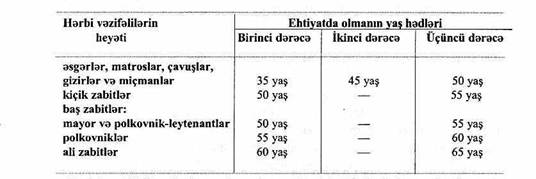 Hərbi vəzifəlilərin heyəti | Ehtiyatda olmanın yaş hədləri
Birinci dərəcə | İkinci dərəcə | Üçüncü dərəcə
əsgərlər, matroslar, çavuşlar,
gizirlər və miçmanlar | 35 yaş | 45 yaş | 50 yaş
kiçik zabitlər | 50 yaş | — | 55 yaş
baş zabitlər:
mayor və polkovnik-leytenantlar | 50 yaş | — | 55 yaş
polkovniklər | 55 yaş | — | 60 yaş
ali zabitlər | 60 yaş | — | 65 yaş